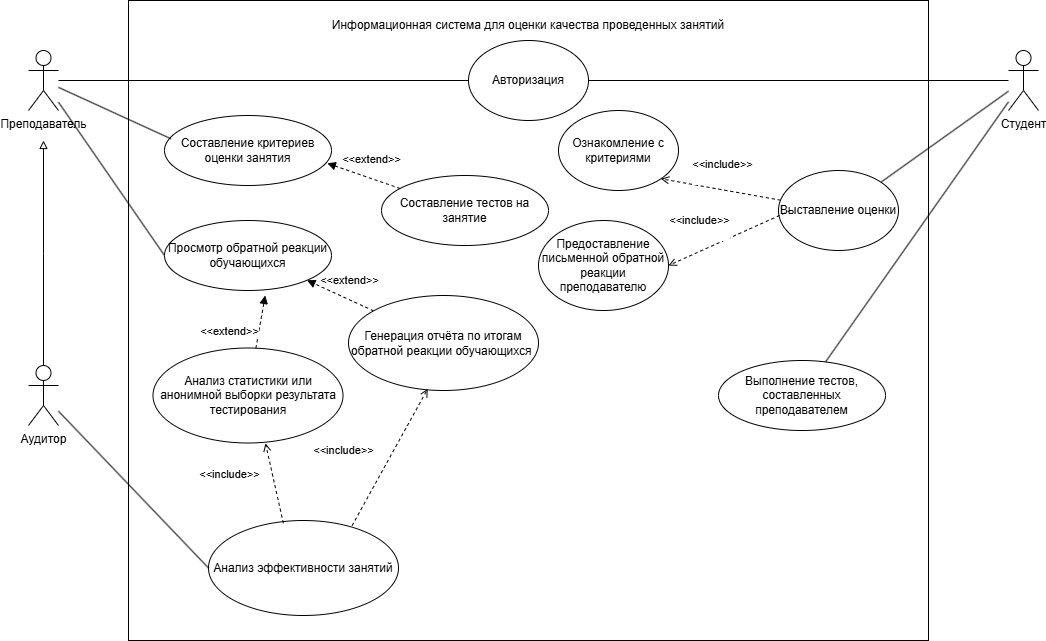 Информационная система для оценки качества проведенных занятий
Авторизация
Преподаватель
Студент
Составление критериев
оценки занятия
<<extend>>
Составление тестов на
занятие
Ознакомление с
критериями
<<include>>
Выставление оценки
<<include>>
Предоставление
письменной обратной
реакции
преподавателю
Просмотр обратной реакции
обучающихся
<<extend>>
<<extend>>
Генерация отчёта по итогам
обратной реакции обучающихся
Анализ статистики или
анонимной выборки результата
тестирования
Выполнение тестов,
составленных
преподавателем
Аудитор
<<include>>
<<include>>
Анализ эффективности занятий